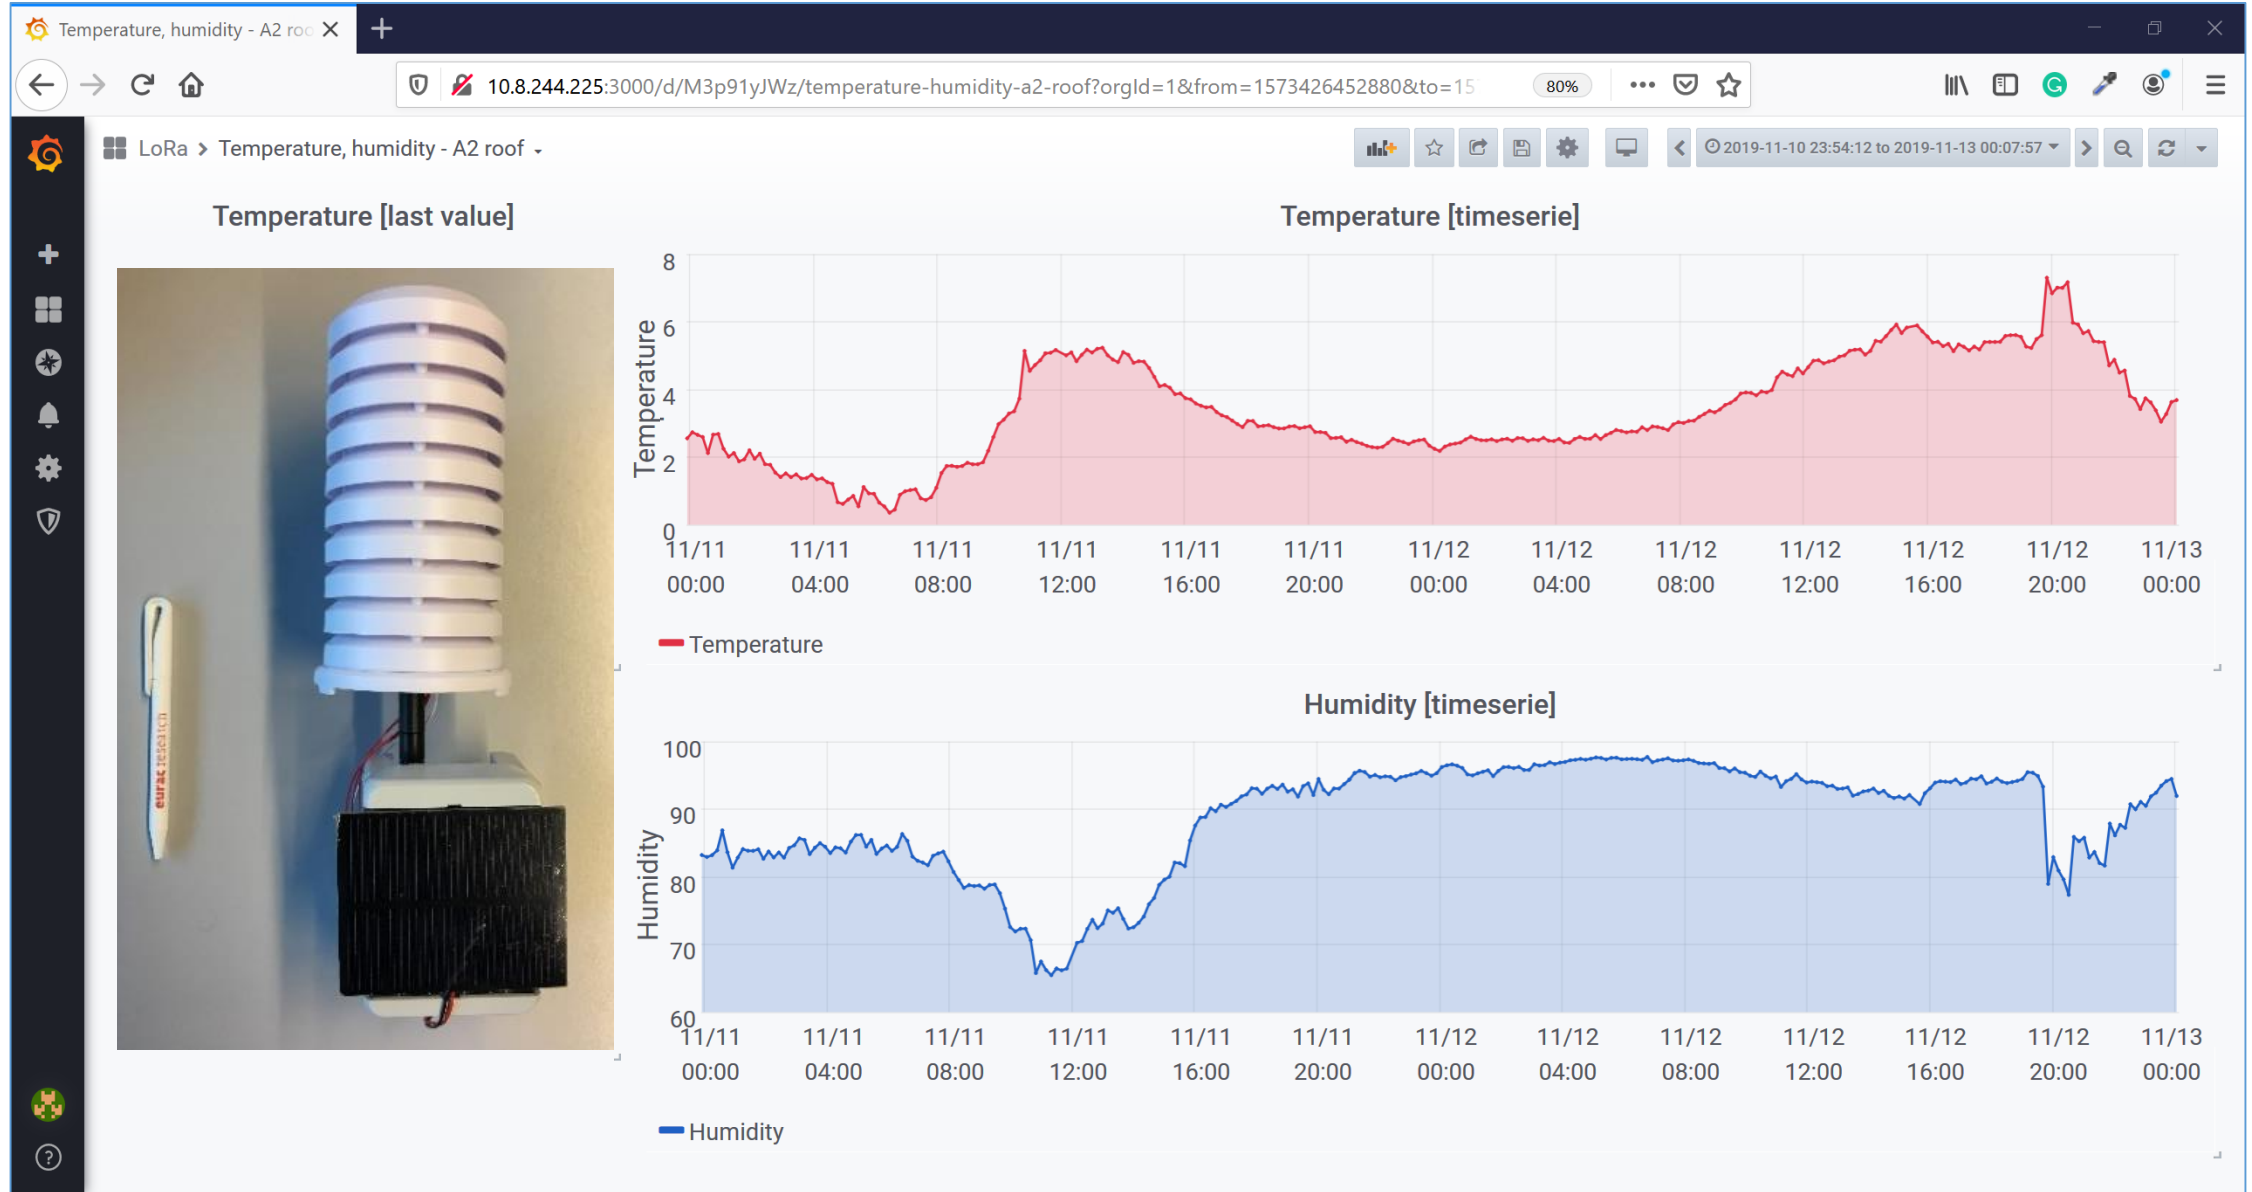 Temperature, humidity - A2 roo
10.8.244.225:3000/d/M3p91yJWz/temperature-humidity-a2-roof?orgId=1&from=1573426452880&to=15
80%
LoRa > Temperature, humidity - A2 roof
2019-11-10 23:54:12 to 2019-11-13 00:07:57
Temperature [last value]
eurac research
Temperature [timeserie]
Temperature
8
6
4
2
0
11/11 11/11 11/11 11/11 11/11 11/11 11/12 11/12 11/12 11/12 11/12 11/12 11/13
00:00 04:00 08:00 12:00 16:00 20:00 00:00 04:00 08:00 12:00 16:00 20:00 00:00
Temperature
Humidity [timeserie]
Humidity
100
90
80
70
60
11/11 11/11 11/11 11/11 11/11 11/11 11/12 11/12 11/12 11/12 11/12 11/12 11/13
00:00 04:00 08:00 12:00 16:00 20:00 00:00 04:00 08:00 12:00 16:00 20:00 00:00
Humidity